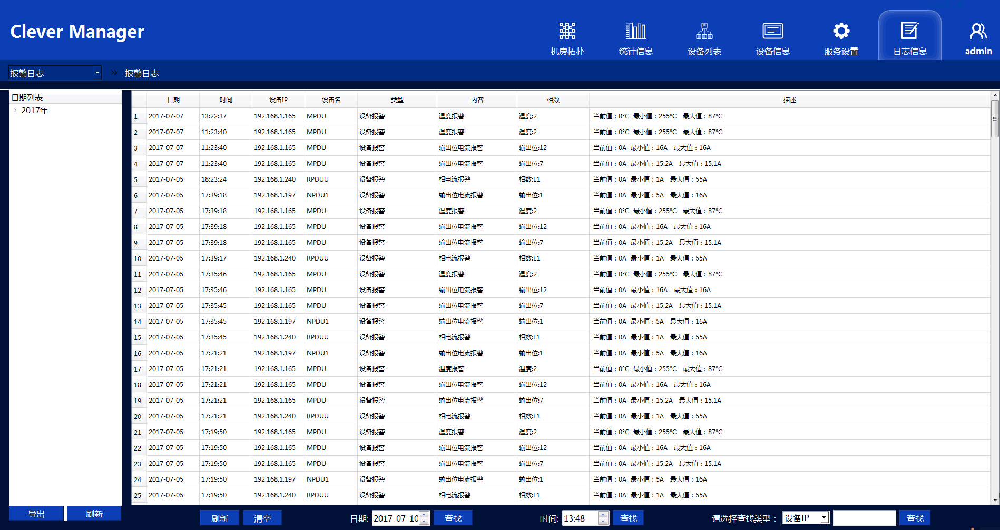 Clever Manager
机房拓扑 统计信息 设备列表 设备信息 服务设置 日志信息 admin
报警日志 » 报警日志
日期列表
2017年
日期 时间 设备IP 设备名 类型 内容 相数 描述
1 2017-07-07 13:22:37 192.168.1.165 MPDU 设备报警 温度报警 温度:2 当前值：0°C 最小值：255°C 最大值：87°C
2 2017-07-07 11:23:40 192.168.1.165 MPDU 设备报警 温度报警 温度:2 当前值：0°C 最小值：255°C 最大值：87°C
3 2017-07-07 11:23:40 192.168.1.165 MPDU 设备报警 输出位电流报警 输出位:12 当前值：0A 最小值：16A 最大值：16A
4 2017-07-07 11:23:40 192.168.1.165 MPDU 设备报警 输出位电流报警 输出位:7 当前值：0A 最小值：15.2A 最大值：15.1A
5 2017-07-05 18:23:24 192.168.1.240 RPDUU 设备报警 相电流报警 相数:L1 当前值：0A 最小值：1A 最大值：55A
6 2017-07-05 17:39:18 192.168.1.197 NPDU1 设备报警 输出位电流报警 输出位:1 当前值：0A 最小值：5A 最大值：16A
7 2017-07-05 17:39:18 192.168.1.165 MPDU 设备报警 温度报警 温度:2 当前值：0°C 最小值：255°C 最大值：87°C
8 2017-07-05 17:39:18 192.168.1.165 MPDU 设备报警 输出位电流报警 输出位:12 当前值：0A 最小值：16A 最大值：16A
9 2017-07-05 17:39:18 192.168.1.165 MPDU 设备报警 输出位电流报警 输出位:7 当前值：0A 最小值：15.2A 最大值：15.1A
10 2017-07-05 17:39:17 192.168.1.240 RPDUU 设备报警 相电流报警 相数:L1 当前值：0A 最小值：1A 最大值：55A
11 2017-07-05 17:35:46 192.168.1.165 MPDU 设备报警 温度报警 温度:2 当前值：0°C 最小值：255°C 最大值：87°C
12 2017-07-05 17:35:46 192.168.1.165 MPDU 设备报警 输出位电流报警 输出位:12 当前值：0A 最小值：16A 最大值：16A
13 2017-07-05 17:35:45 192.168.1.165 MPDU 设备报警 输出位电流报警 输出位:7 当前值：0A 最小值：15.2A 最大值：15.1A
14 2017-07-05 17:35:45 192.168.1.197 NPDU1 设备报警 输出位电流报警 输出位:1 当前值：0A 最小值：5A 最大值：16A
15 2017-07-05 17:35:45 192.168.1.240 RPDUU 设备报警 相电流报警 相数:L1 当前值：0A 最小值：1A 最大值：55A
16 2017-07-05 17:21:21 192.168.1.197 NPDU1 设备报警 输出位电流报警 输出位:1 当前值：0A 最小值：5A 最大值：16A
17 2017-07-05 17:21:21 192.168.1.165 MPDU 设备报警 温度报警 温度:2 当前值：0°C 最小值：255°C 最大值：87°C
18 2017-07-05 17:21:21 192.168.1.165 MPDU 设备报警 输出位电流报警 输出位:12 当前值：0A 最小值：16A 最大值：16A
19 2017-07-05 17:21:21 192.168.1.165 MPDU 设备报警 输出位电流报警 输出位:7 当前值：0A 最小值：15.2A 最大值：15.1A
20 2017-07-05 17:21:21 192.168.1.240 RPDUU 设备报警 相电流报警 相数:L1 当前值：0A 最小值：1A 最大值：55A
21 2017-07-05 17:19:50 192.168.1.165 MPDU 设备报警 温度报警 温度:2 当前值：0°C 最小值：255°C 最大值：87°C
22 2017-07-05 17:19:50 192.168.1.165 MPDU 设备报警 输出位电流报警 输出位:12 当前值：0A 最小值：16A 最大值：16A
23 2017-07-05 17:19:50 192.168.1.165 MPDU 设备报警 输出位电流报警 输出位:7 当前值：0A 最小值：15.2A 最大值：15.1A
24 2017-07-05 17:19:50 192.168.1.197 NPDU1 设备报警 输出位电流报警 输出位:1 当前值：0A 最小值：5A 最大值：16A
25 2017-07-05 17:19:50 192.168.1.240 RPDUU 设备报警 相电流报警 相数:L1 当前值：0A 最小值：1A 最大值：55A
导出 刷新 刷新 清空 日期: 2017-07-10 查找 时间: 13:48 查找 请选择查找类型： 设备IP 查找